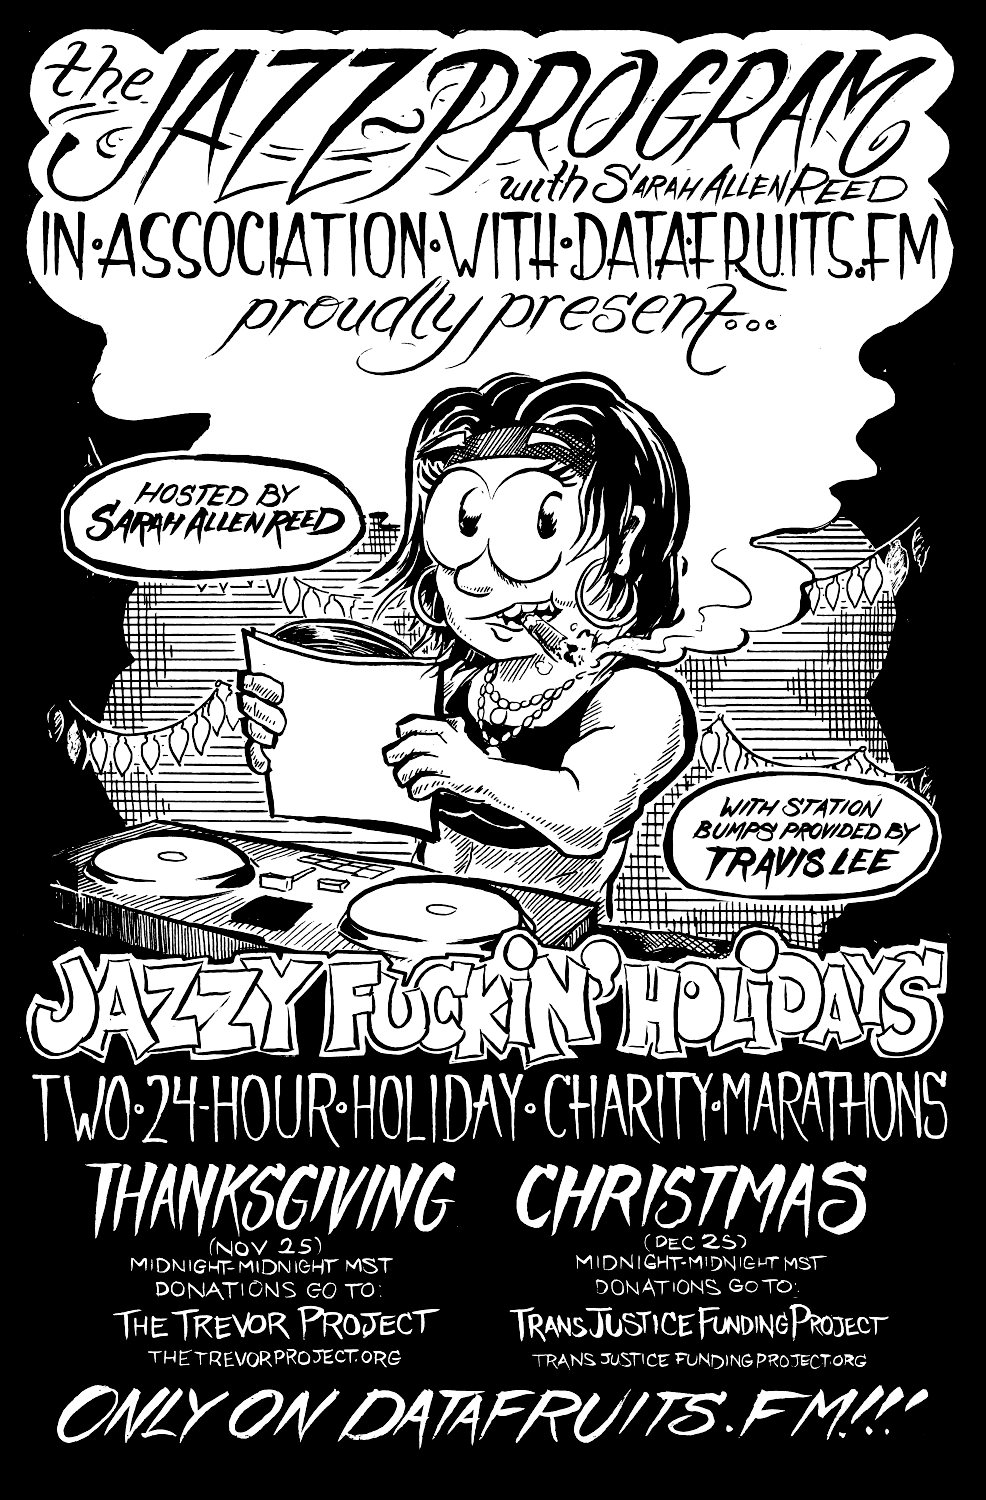 the JAZZ PROGRAM
with SARAH ALLEN REED
IN·ASSOCIATION·WITH·DATAFRUITS.FM
proudly present...
HOSTED BY
SARAH ALLEN REED
WITH STATION
BUMPS PROVIDED BY
TRAVIS LEE
JAZZY FUCKIN' HOLIDAYS
TWO·24-HOUR·HOLIDAY·CHARITY·MARATHONS
THANKSGIVING
(NOV 25)
MIDNIGHT-MIDNIGHT MST
DONATIONS GO TO:
THE TREVOR PROJECT
THETREVORPROJECT.ORG
CHRISTMAS
(DEC 25)
MIDNIGHT-MIDNIGHT MST
DONATIONS GO TO:
TRANS JUSTICE FUNDING PROJECT
TRANSJUSTICEFUNDINGPROJECT.ORG
ONLY ON DATAFRUITS.FM!!!